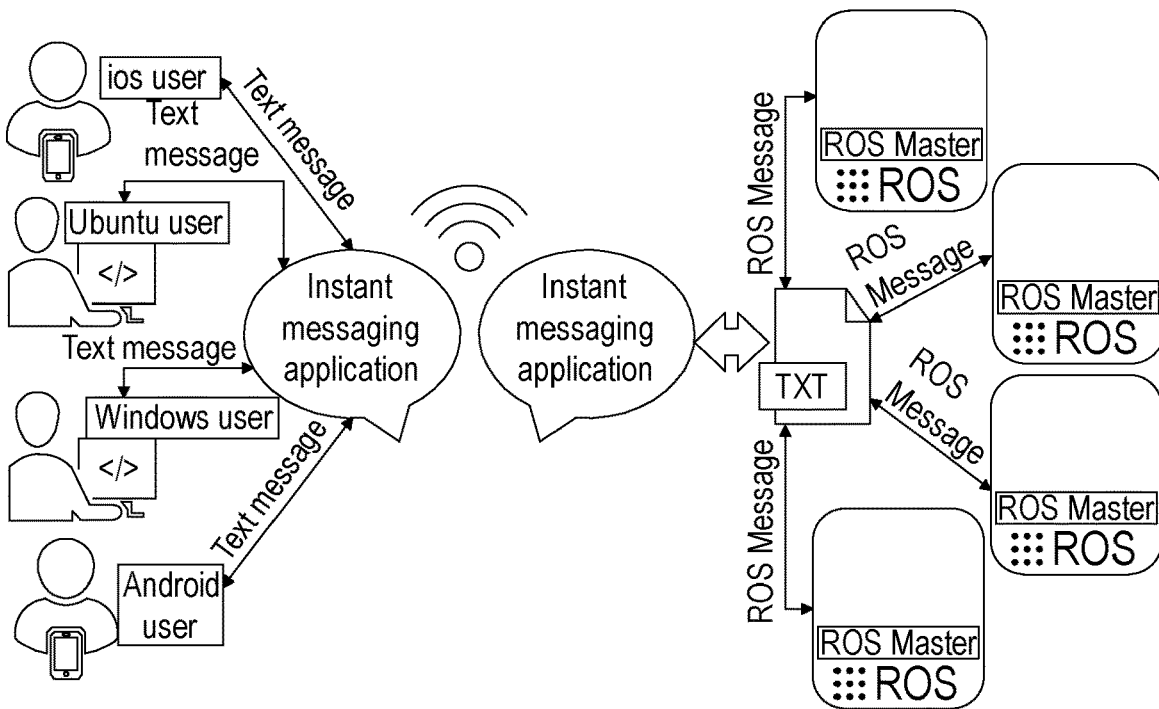 ios user
Text
message
Text message
Ubuntu user
</>
Text message
Windows user
</>
Text message
Android
user
Instant
messaging
application
Instant
messaging
application
TXT
ROS Message
ROS
Message
ROS
Message
ROS Message
ROS Master
ROS
ROS Master
ROS
ROS Master
ROS
ROS Master
ROS